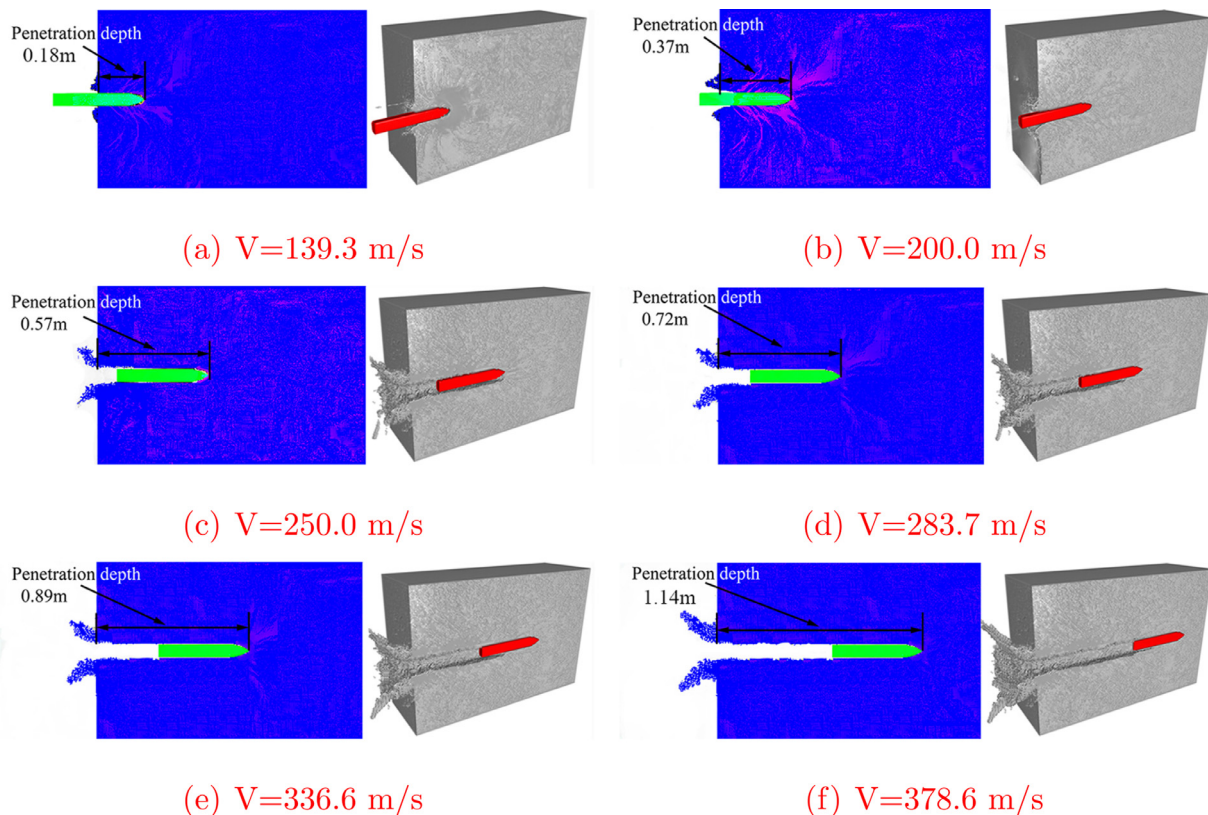 Penetration depth
0.18m
Penetration depth
0.37m
(a) V=139.3 m/s
(b) V=200.0 m/s
Penetration depth
0.57m
Penetration depth
0.72m
(c) V=250.0 m/s
(d) V=283.7 m/s
Penetration depth
0.89m
Penetration depth
1.14m
(e) V=336.6 m/s
(f) V=378.6 m/s